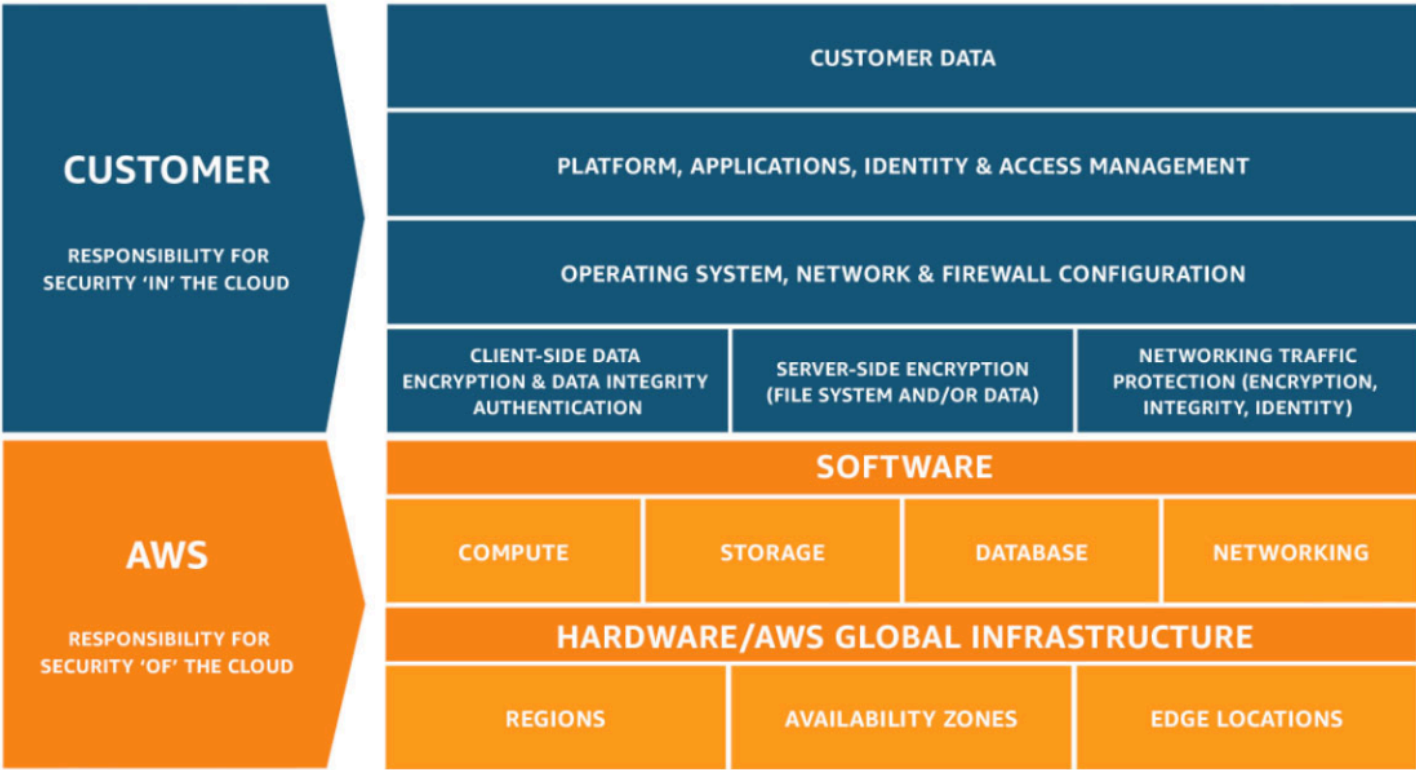 CUSTOMER
RESPONSIBILITY FOR
SECURITY ‘IN’ THE CLOUD
CUSTOMER DATA
PLATFORM, APPLICATIONS, IDENTITY & ACCESS MANAGEMENT
OPERATING SYSTEM, NETWORK & FIREWALL CONFIGURATION
CLIENT-SIDE DATA
ENCRYPTION & DATA INTEGRITY
AUTHENTICATION
SERVER-SIDE ENCRYPTION
(FILE SYSTEM AND/OR DATA)
NETWORKING TRAFFIC
PROTECTION (ENCRYPTION,
INTEGRITY, IDENTITY)
AWS
RESPONSIBILITY FOR
SECURITY ‘OF’ THE CLOUD
SOFTWARE
COMPUTE
STORAGE
DATABASE
NETWORKING
HARDWARE/AWS GLOBAL INFRASTRUCTURE
REGIONS
AVAILABILITY ZONES
EDGE LOCATIONS